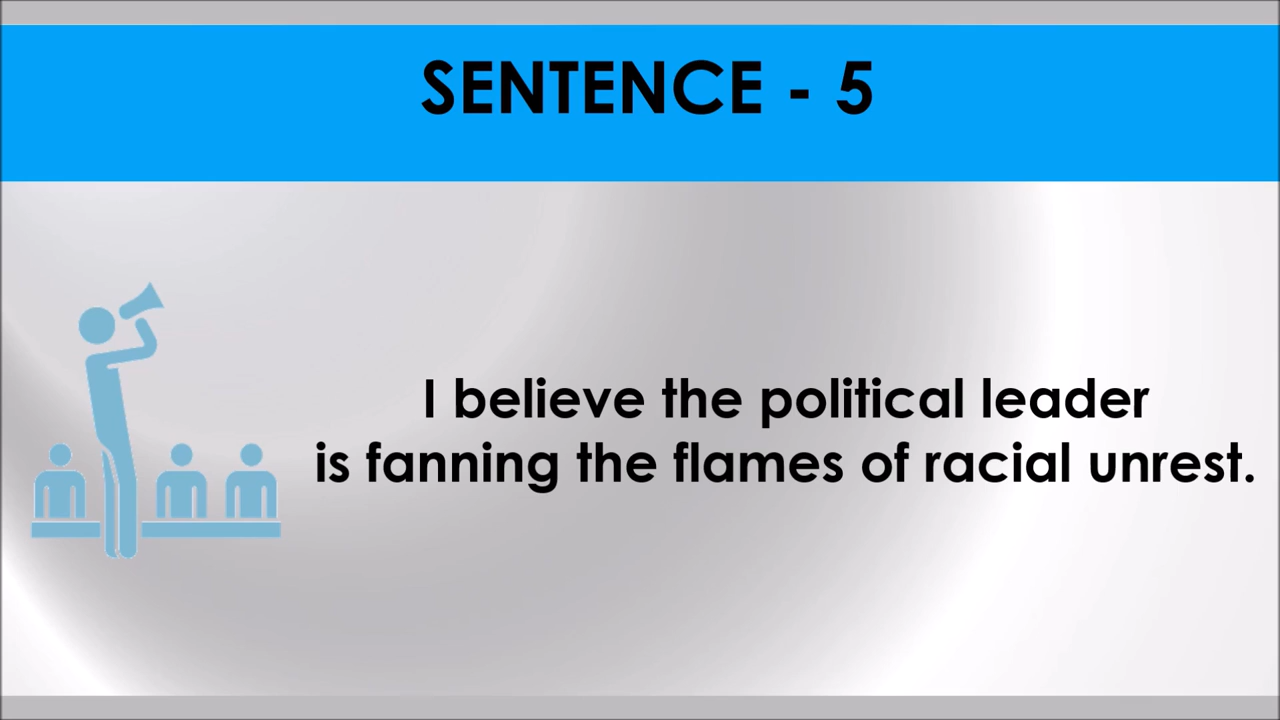 SENTENCE - 5
I believe the political leader
is fanning the flames of racial unrest.